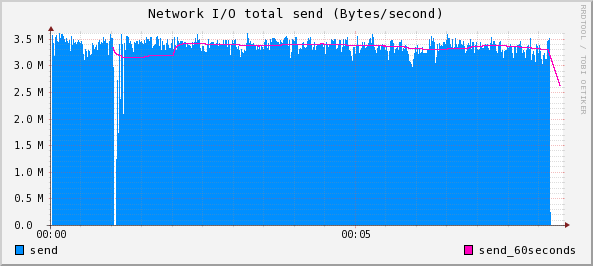 Network I/O total send (Bytes/second)
RRDTOOL / TOBI OETIKER
3.5 M
3.0 M
2.5 M
2.0 M
1.5 M
1.0 M
0.5 M
0.0
00:00 00:05
send send_60seconds